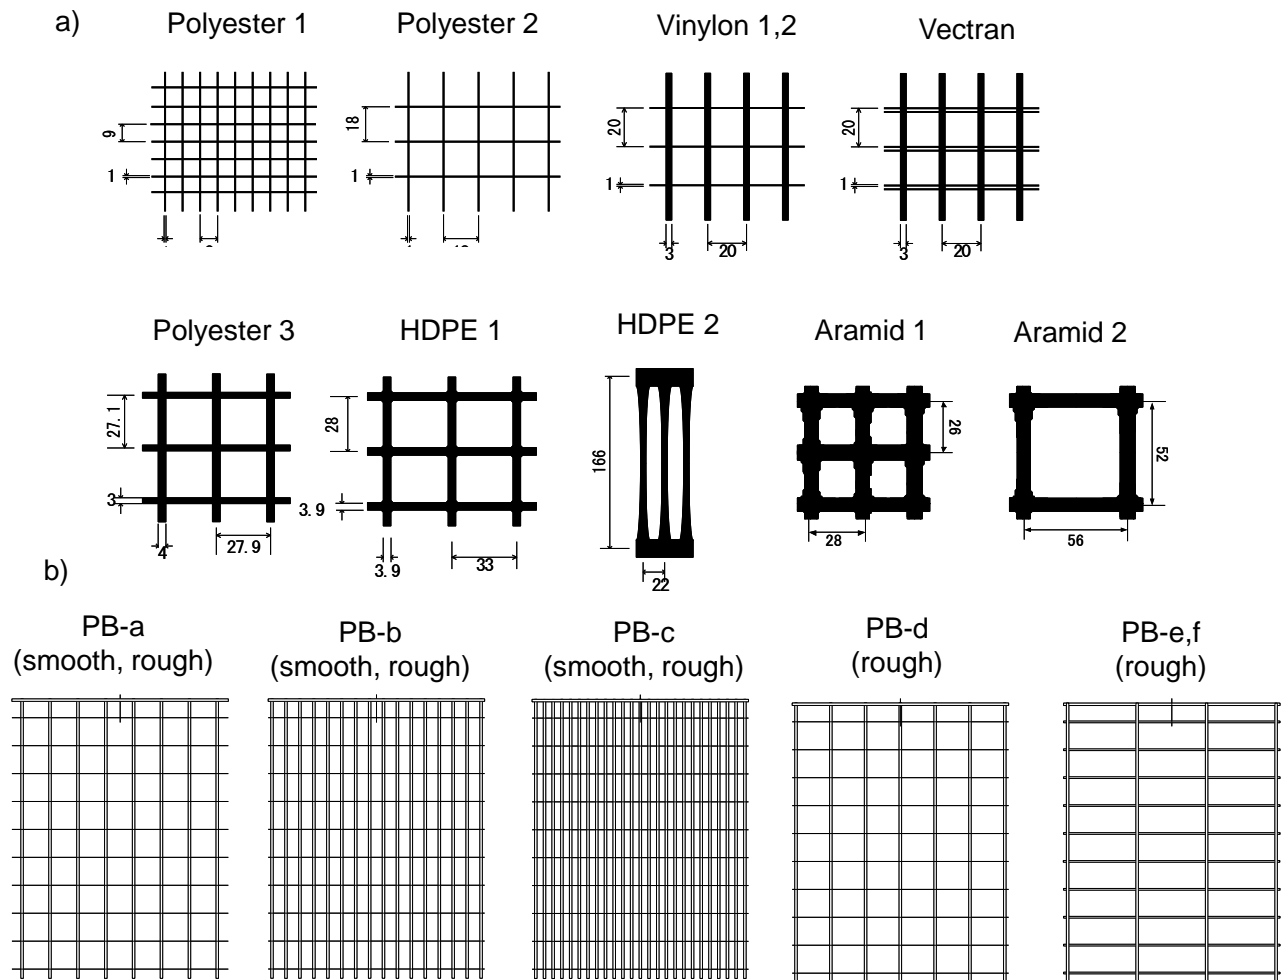 a)
Polyester 1
Polyester 2
Vinylon 1,2
Vectran
9
1
18
1
20
1
3
20
20
1
3
20
Polyester 3
HDPE 1
HDPE 2
Aramid 1
Aramid 2
27.1
3
4
27.9
28
3.9
3.9
33
166
22
26
28
52
56
b)
PB-a
(smooth, rough)
PB-b
(smooth, rough)
PB-c
(smooth, rough)
PB-d
(rough)
PB-e,f
(rough)